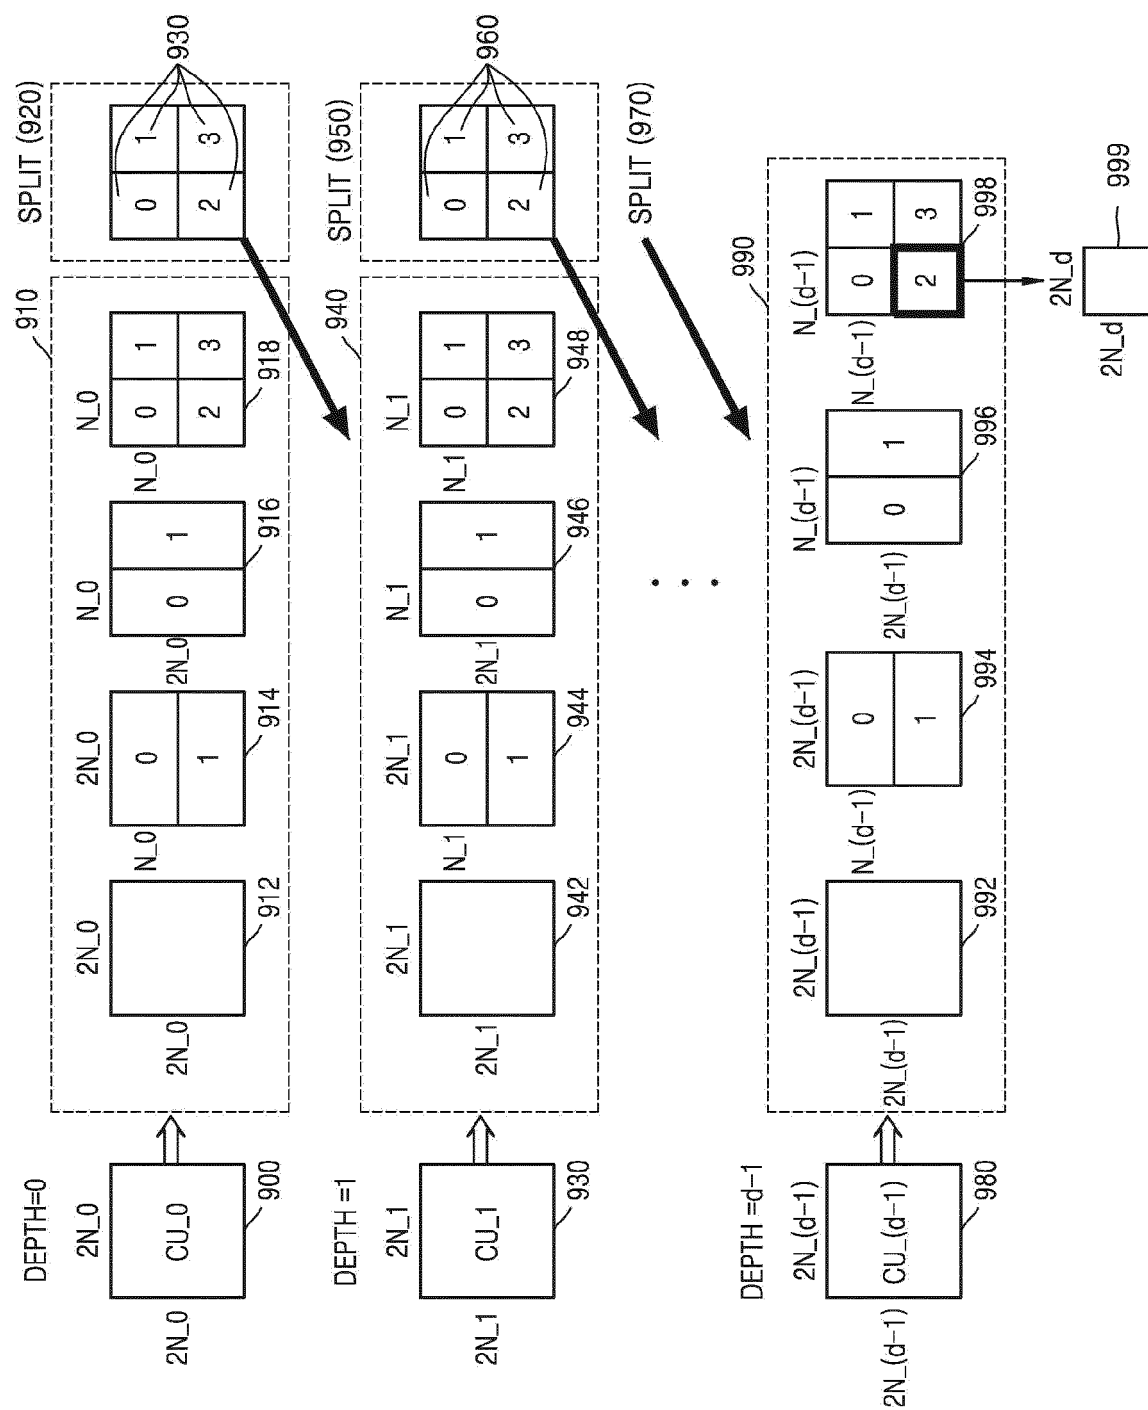 DEPTH=0
2N_0
2N_0
CU_0
900
910
2N_0
2N_0
912
2N_0
N_0
0
1
914
N_0
2N_0
0
1
916
N_0
N_0
0
1
2
3
918
SPLIT (920)
0
1
2
3
930
DEPTH =1
2N_1
2N_1
CU_1
930
940
2N_1
2N_1
942
2N_1
N_1
0
1
944
N_1
2N_1
0
1
946
N_1
N_1
0
1
2
3
948
SPLIT (950)
0
1
2
3
960
SPLIT (970)
DEPTH =d-1
2N_(d-1)
2N_(d-1)
CU_(d-1)
980
990
2N_(d-1)
2N_(d-1)
992
2N_(d-1)
N_(d-1)
0
1
994
N_(d-1)
2N_(d-1)
0
1
996
N_(d-1)
N_(d-1)
0
1
2
3
998
2N_d
2N_d
999